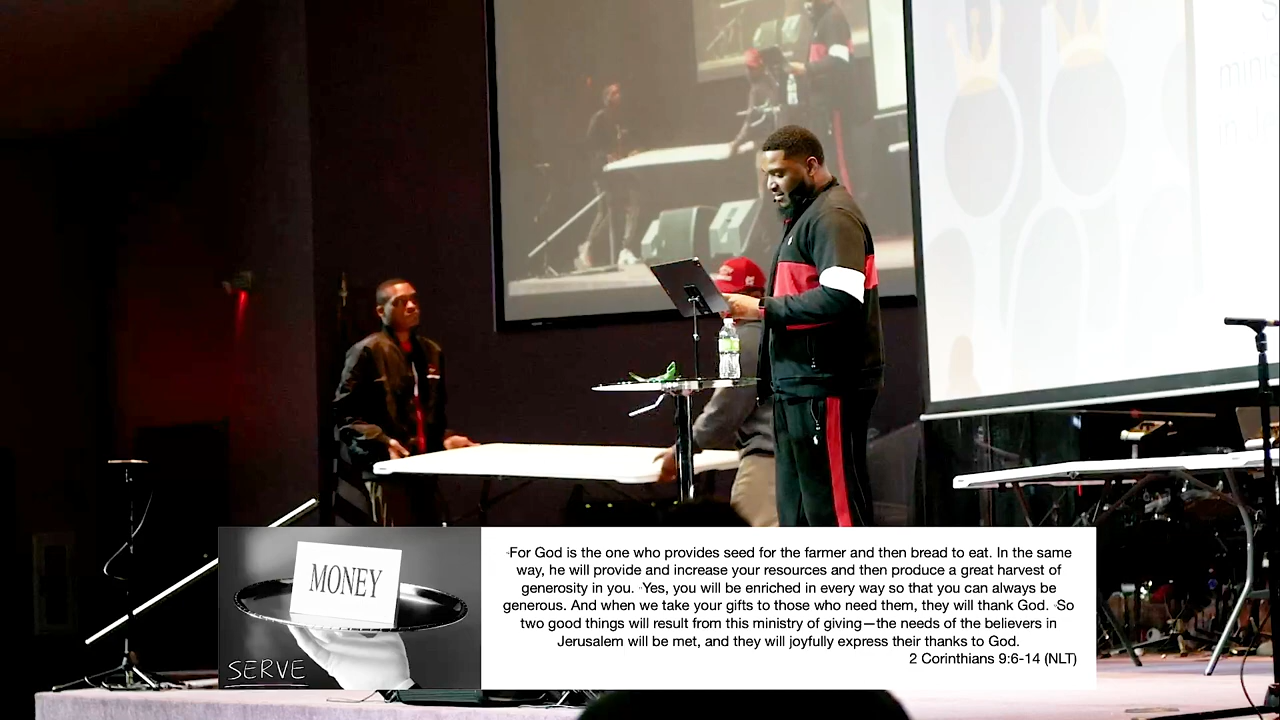 MONEY
SERVE
For God is the one who provides seed for the farmer and then bread to eat. In the same
way, he will provide and increase your resources and then produce a great harvest of
generosity in you. Yes, you will be enriched in every way so that you can always be
generous. And when we take your gifts to those who need them, they will thank God. So
two good things will result from this ministry of giving—the needs of the believers in
Jerusalem will be met, and they will joyfully express their thanks to God.
2 Corinthians 9:6-14 (NLT)